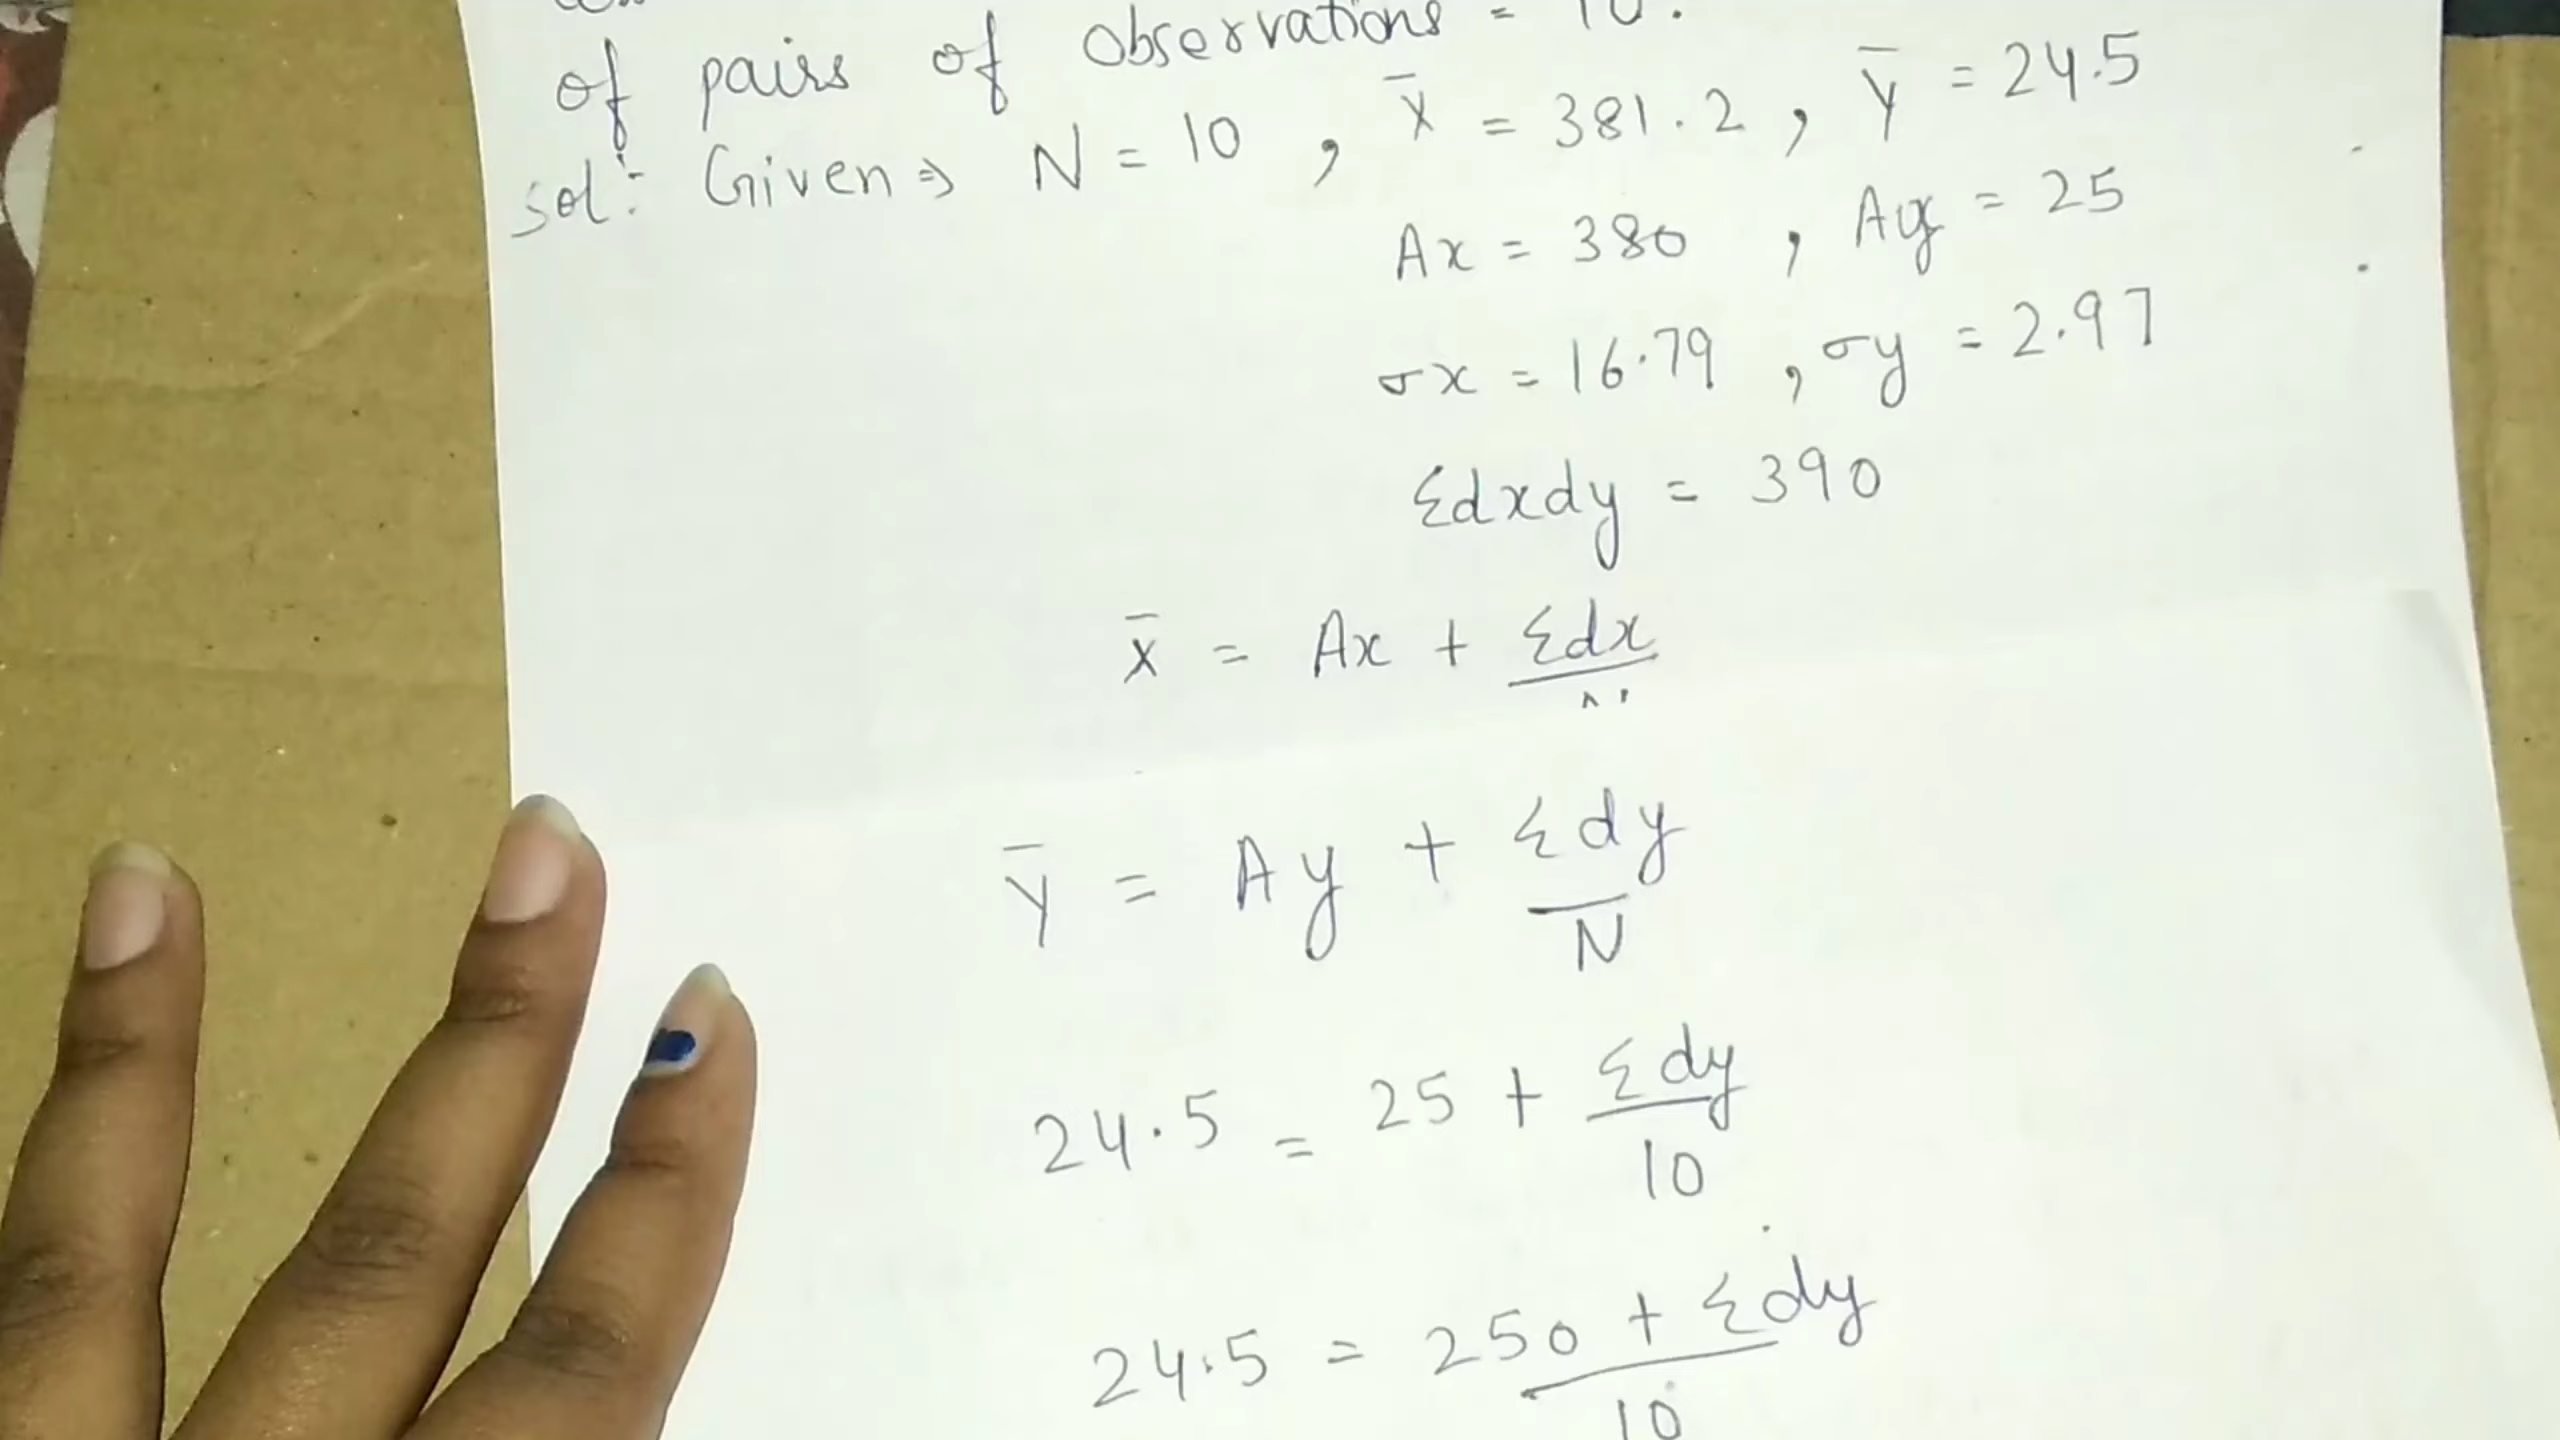 of pairs of observations = 10.
sol: Given ⇒ N = 10 , X̄ = 381.2 , Ȳ = 24.5
Ax = 380 , Ay = 25
σx = 16.79 , σy = 2.97
Σdxdy = 390
X̄ = Ax + Σdx / N
Ȳ = Ay + Σdy / N
24.5 = 25 + Σdy / 10
24.5 = 250 + Σdy / 10